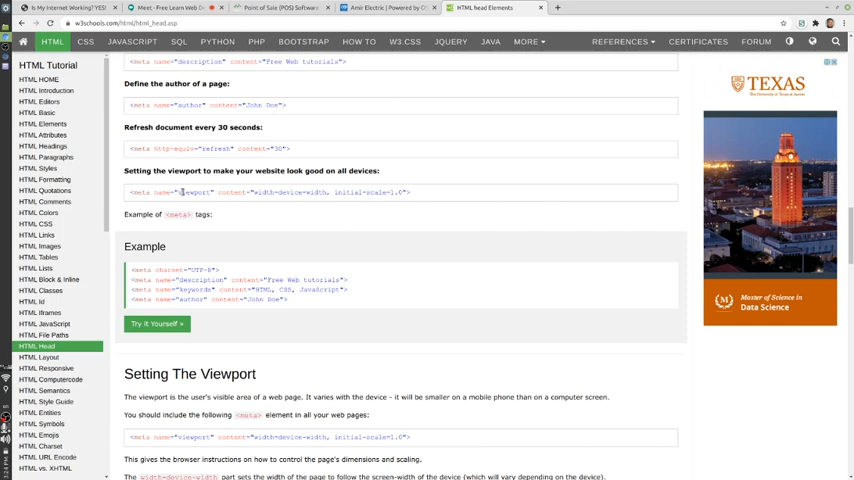 Is My Internet Working? YES!
Meet - Free Learn Web D
Point of Sale (POS) Software
Amir Electric | Powered by O
HTML head Elements
w3schools.com/html/html_head.asp
HTML CSS JAVASCRIPT SQL PYTHON PHP BOOTSTRAP HOW TO W3.CSS JQUERY JAVA MORE REFERENCES CERTIFICATES FORUM
HTML Tutorial
HTML HOME
HTML Introduction
HTML Editors
HTML Basic
HTML Elements
HTML Attributes
HTML Headings
HTML Paragraphs
HTML Styles
HTML Formatting
HTML Quotations
HTML Comments
HTML Colors
HTML CSS
HTML Links
HTML Images
HTML Tables
HTML Lists
HTML Block & Inline
HTML Classes
HTML Id
HTML Iframes
HTML JavaScript
HTML File Paths
HTML Head
HTML Layout
HTML Responsive
HTML Computercode
HTML Semantics
HTML Style Guide
HTML Entities
HTML Symbols
HTML Emojis
HTML Charset
HTML URL Encode
HTML vs. XHTML
<meta name="description" content="Free Web tutorials">
Define the author of a page:
<meta name="author" content="John Doe">
Refresh document every 30 seconds:
<meta http-equiv="refresh" content="30">
Setting the viewport to make your website look good on all devices:
<meta name="viewport" content="width=device-width, initial-scale=1.0">
Example of <meta> tags:
Example
<meta charset="UTF-8">
<meta name="description" content="Free Web tutorials">
<meta name="keywords" content="HTML, CSS, JavaScript">
<meta name="author" content="John Doe">
Try it Yourself »
Setting The Viewport
The viewport is the user's visible area of a web page. It varies with the device - it will be smaller on a mobile phone than on a computer screen.
You should include the following <meta> element in all your web pages:
<meta name="viewport" content="width=device-width, initial-scale=1.0">
This gives the browser instructions on how to control the page's dimensions and scaling.
The width=device-width part sets the width of the page to follow the screen-width of the device (which will vary depending on the device).
TEXAS
The University of Texas at Austin
Master of Science in
Data Science